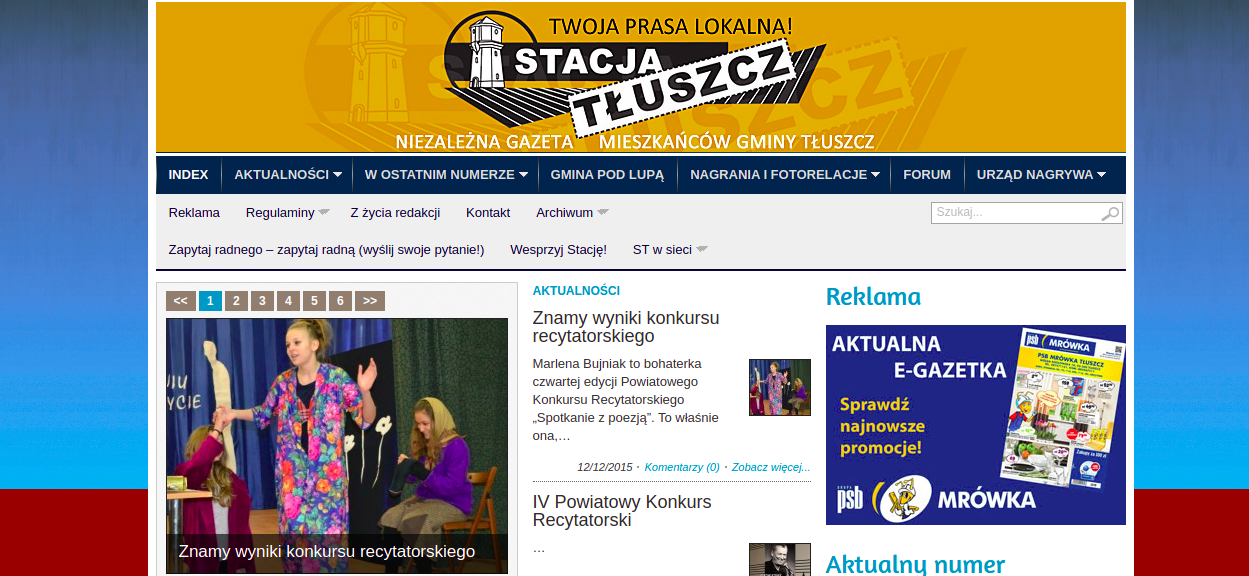 TWOJA PRASA LOKALNA!
STACJA
TŁUSZCZ
NIEZALEŻNA GAZETA MIESZKAŃCÓW GMINY TŁUSZCZ
INDEX AKTUALNOŚCI W OSTATNIM NUMERZE GMINA POD LUPĄ NAGRANIA I FOTORELACJE FORUM URZĄD NAGRYWA
Reklama Regulaminy Z życia redakcji Kontakt Archiwum Szukaj...
Zapytaj radnego – zapytaj radną (wyślij swoje pytanie!) Wesprzyj Stację! ST w sieci
<< 1 2 3 4 5 6 >>
Znamy wyniki konkursu recytatorskiego
AKTUALNOŚCI
Znamy wyniki konkursu
recytatorskiego
Marlena Bujniak to bohaterka
czwartej edycji Powiatowego
Konkursu Recytatorskiego
„Spotkanie z poezją”. To właśnie
ona,…
12/12/2015 · Komentarzy (0) · Zobacz więcej...
IV Powiatowy Konkurs
Recytatorski
…
Reklama
AKTUALNA
E-GAZETKA
Sprawdź
najnowsze
promocje!
PSB MRÓWKA TŁUSZCZ
GRUPA
psb MRÓWKA
Aktualny numer